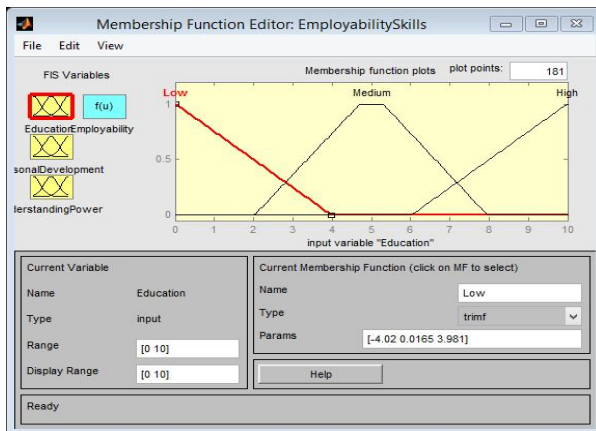 Membership Function Editor: EmployabilitySkills
File Edit View
FIS Variables
f(u)
EducationEmployability
sonalDevelopment
lerstandingPower
Membership function plots plot points: 181
Low Medium High
1
0.5
0
0 1 2 3 4 5 6 7 8 9 10
input variable "Education"
Current Variable
Name Education
Type input
Range [0 10]
Display Range [0 10]
Current Membership Function (click on MF to select)
Name Low
Type trimf
Params [-4.02 0.0165 3.981]
Help
Ready